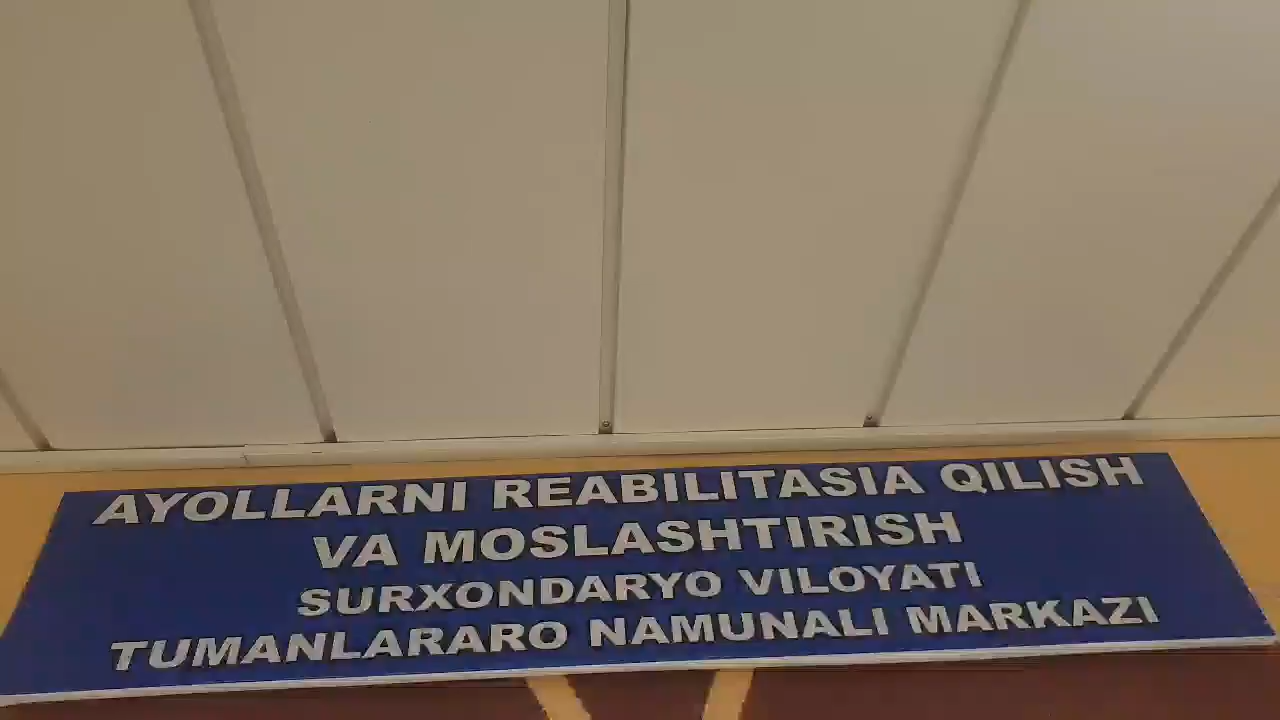 AYOLLARNI REABILITASIA QILISH
VA MOSLASHTIRISH
SURXONDARYO VILOYATI
TUMANLARARO NAMUNALI MARKAZI